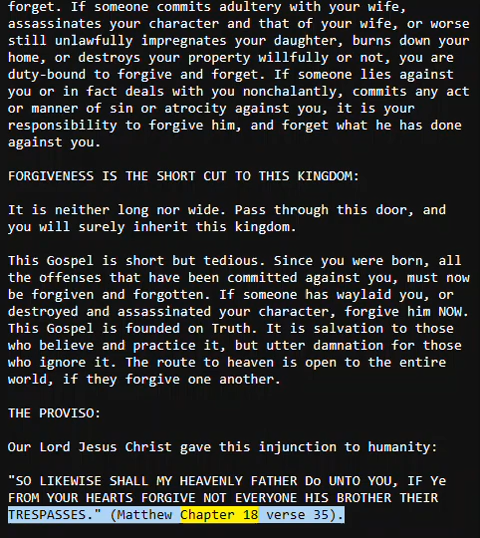 forget. If someone commits adultery with your wife,
assassinates your character and that of your wife, or worse
still unlawfully impregnates your daughter, burns down your
home, or destroys your property willfully or not, you are
duty-bound to forgive and forget. If someone lies against
you or in fact deals with you nonchalantly, commits any act
or manner of sin or atrocity against you, it is your
responsibility to forgive him, and forget what he has done
against you.
FORGIVENESS IS THE SHORT CUT TO THIS KINGDOM:
It is neither long nor wide. Pass through this door, and
you will surely inherit this kingdom.
This Gospel is short but tedious. Since you were born, all
the offenses that have been committed against you, must now
be forgiven and forgotten. If someone has waylaid you, or
destroyed and assassinated your character, forgive him NOW.
This Gospel is founded on Truth. It is salvation to those
who believe and practice it, but utter damnation for those
who ignore it. The route to heaven is open to the entire
world, if they forgive one another.
THE PROVISO:
Our Lord Jesus Christ gave this injunction to humanity:
"SO LIKEWISE SHALL MY HEAVENLY FATHER Do UNTO YOU, IF Ye
FROM YOUR HEARTS FORGIVE NOT EVERYONE HIS BROTHER THEIR
TRESPASSES." (Matthew Chapter 18 verse 35).